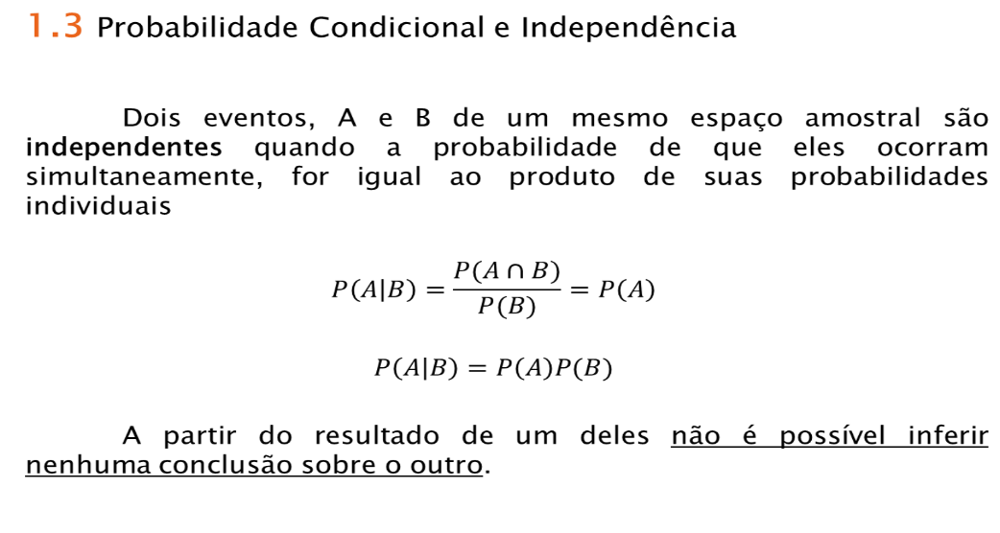 1.3 Probabilidade Condicional e Independência
Dois eventos, A e B de um mesmo espaço amostral são
independentes quando a probabilidade de que eles ocorram
simultaneamente, for igual ao produto de suas probabilidades
individuais
P(A|B) = P(A ∩ B) / P(B) = P(A)
P(A|B) = P(A)P(B)
A partir do resultado de um deles não é possível inferir
nenhuma conclusão sobre o outro.